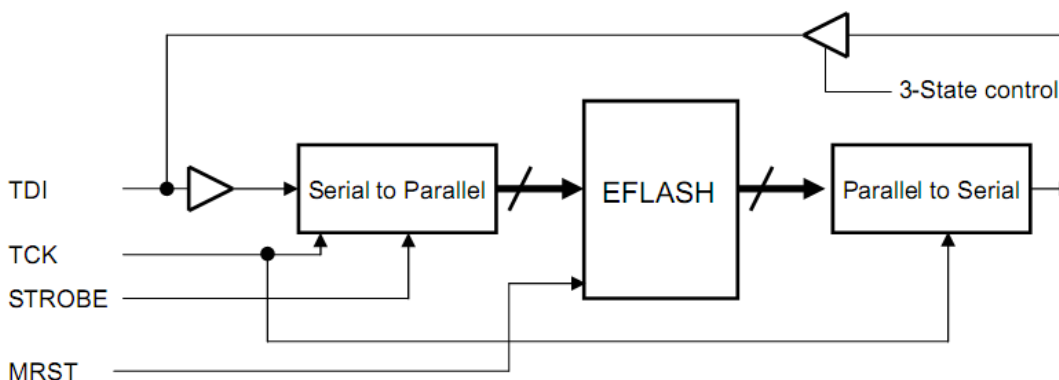 3-State control
TDI
Serial to Parallel
EFLASH
Parallel to Serial
TCK
STROBE
MRST